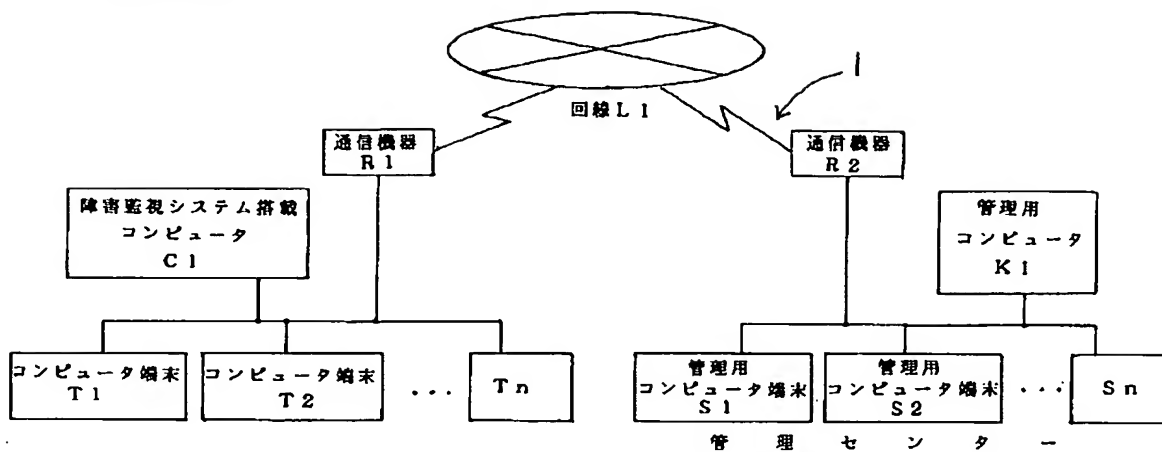 1
回線L1
通信機器
R1
通信機器
R2
障害監視システム搭載
コンピュータ
C1
管理用
コンピュータ
K1
コンピュータ端末
T1
コンピュータ端末
T2
...
Tn
管理用
コンピュータ端末
S1
管理用
コンピュータ端末
S2
...
Sn
管理センター